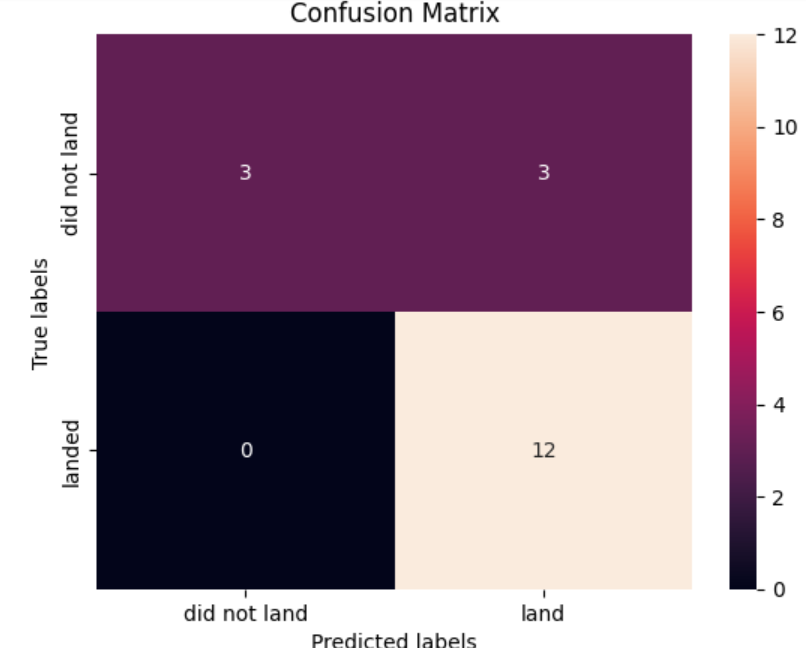 Confusion Matrix
did not land
landed
True labels
3
3
0
12
did not land
land
Predicted labels
12
10
8
6
4
2
0